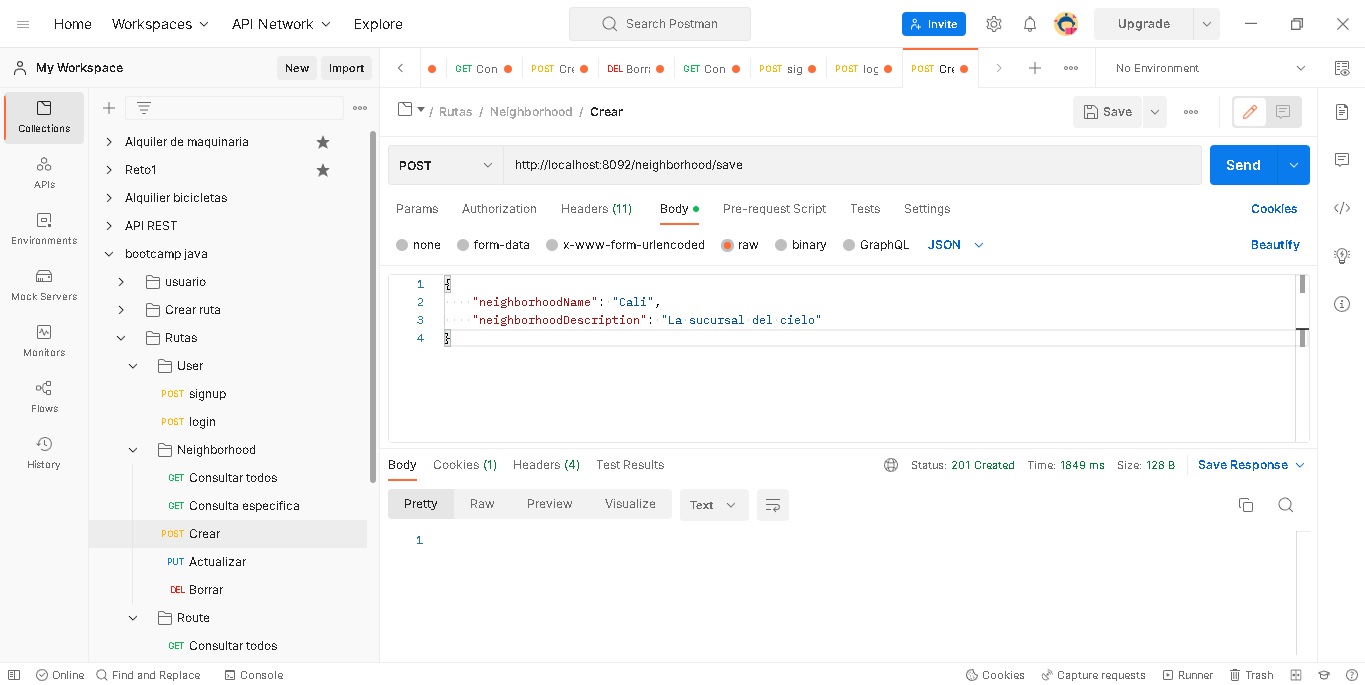 Home Workspaces API Network Explore Search Postman Invite Upgrade
My Workspace New Import
GET Con POST Cre DEL Borra GET Con POST sig POST log POST Cre No Environment
Collections
APIs
Environments
Mock Servers
Monitors
Flows
History
Alquiler de maquinaria
Reto1
Alquilier bicicletas
API REST
bootcamp java
usuario
Crear ruta
Rutas
User
POST signup
POST login
Neighborhood
GET Consultar todos
GET Consulta especifica
POST Crear
PUT Actualizar
DEL Borrar
Route
GET Consultar todos
/ Rutas / Neighborhood / Crear Save
POST http://localhost:8092/neighborhood/save Send
Params Authorization Headers (11) Body Pre-request Script Tests Settings Cookies
none form-data x-www-form-urlencoded raw binary GraphQL JSON Beautify
1 {
2 "neighborhoodName": "Cali",
3 "neighborhoodDescription": "La sucursal del cielo"
4 }
Body Cookies (1) Headers (4) Test Results Status: 201 Created Time: 1849 ms Size: 128 B Save Response
Pretty Raw Preview Visualize Text
1
Online Find and Replace Console Cookies Capture requests Runner Trash